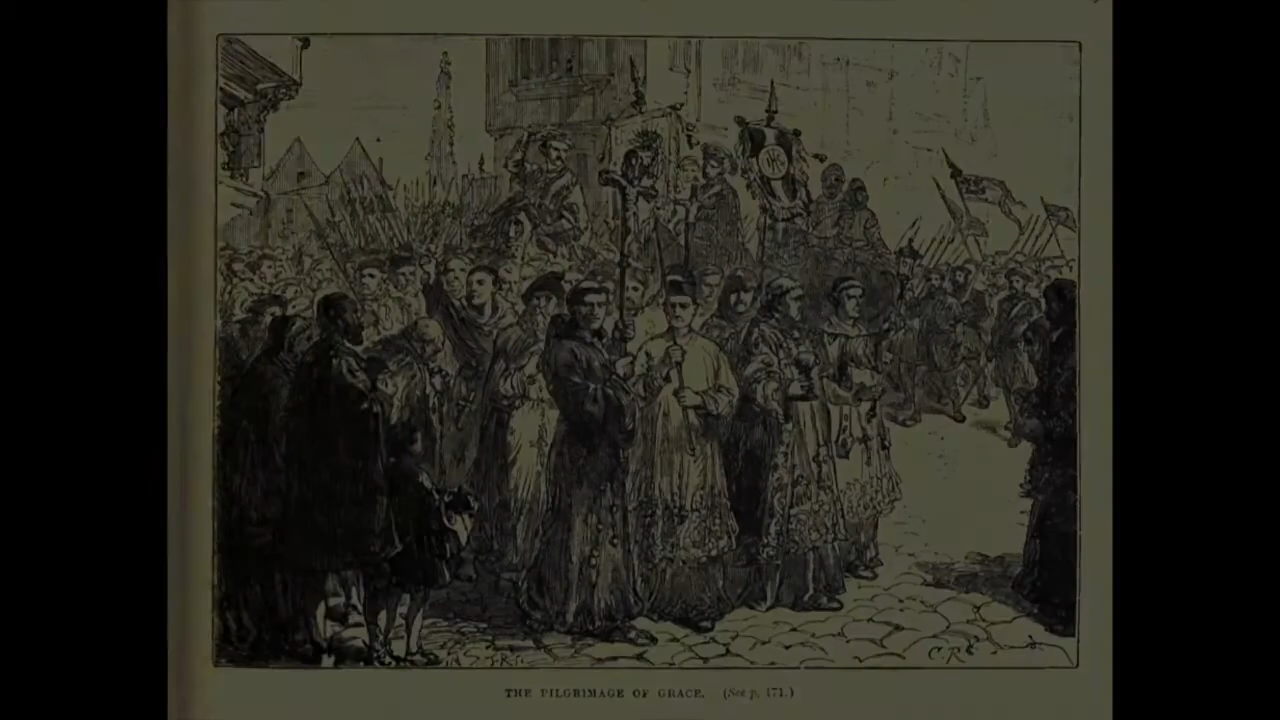 THE PILGRIMAGE OF GRACE. (See p. 171.)
C. R.